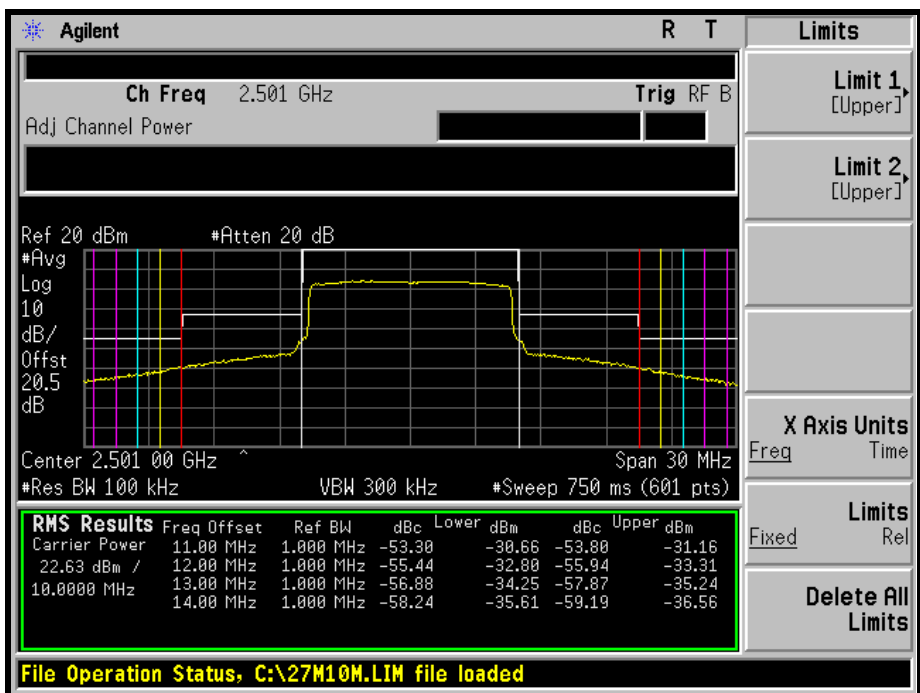 Agilent R T Limits
Ch Freq 2.501 GHz Trig RF B
Adj Channel Power
Limit 1
[Upper]
Limit 2
[Upper]
Ref 20 dBm #Atten 20 dB
#Avg
Log
10
dB/
Offst
20.5
dB
Center 2.501 00 GHz ^ Span 30 MHz
#Res BW 100 kHz VBW 300 kHz #Sweep 750 ms (601 pts)
X Axis Units
Freq Time
RMS Results Freq Offset Ref BW dBc Lower dBm dBc Upper dBm
Carrier Power 11.00 MHz 1.000 MHz -53.30 -30.66 -53.80 -31.16
22.63 dBm / 12.00 MHz 1.000 MHz -55.44 -32.80 -55.94 -33.31
10.0000 MHz 13.00 MHz 1.000 MHz -56.88 -34.25 -57.87 -35.24
14.00 MHz 1.000 MHz -58.24 -35.61 -59.19 -36.56
Limits
Fixed Rel
Delete All
Limits
File Operation Status, C:\27M10M.LIM file loaded